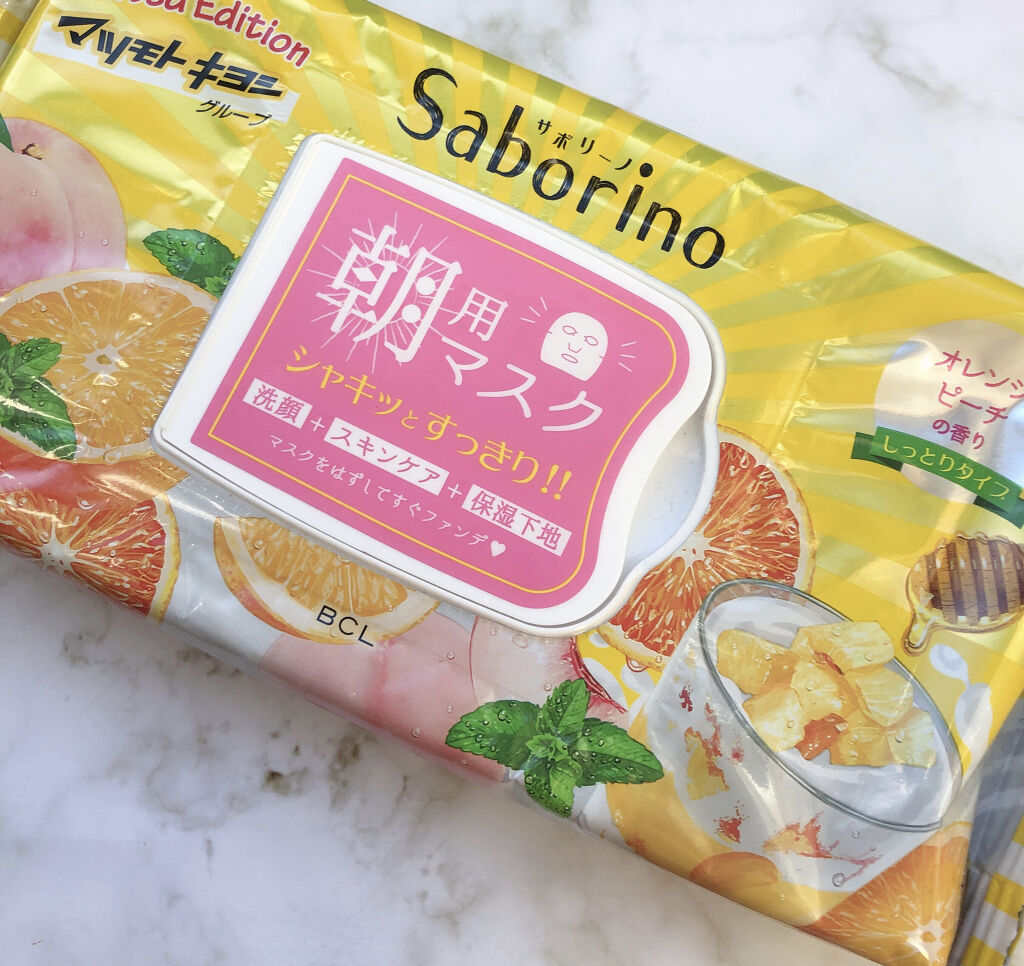 Edition
マツモトキヨシ
グループ
サボリーノ
Saborino
朝用マスク
シャキッとすっきり!!
洗顔+スキンケア+保湿下地
マスクをはずしてすぐファンデ♥
オレンジ
ピーチ
の香り
しっとりタイプ
BCL